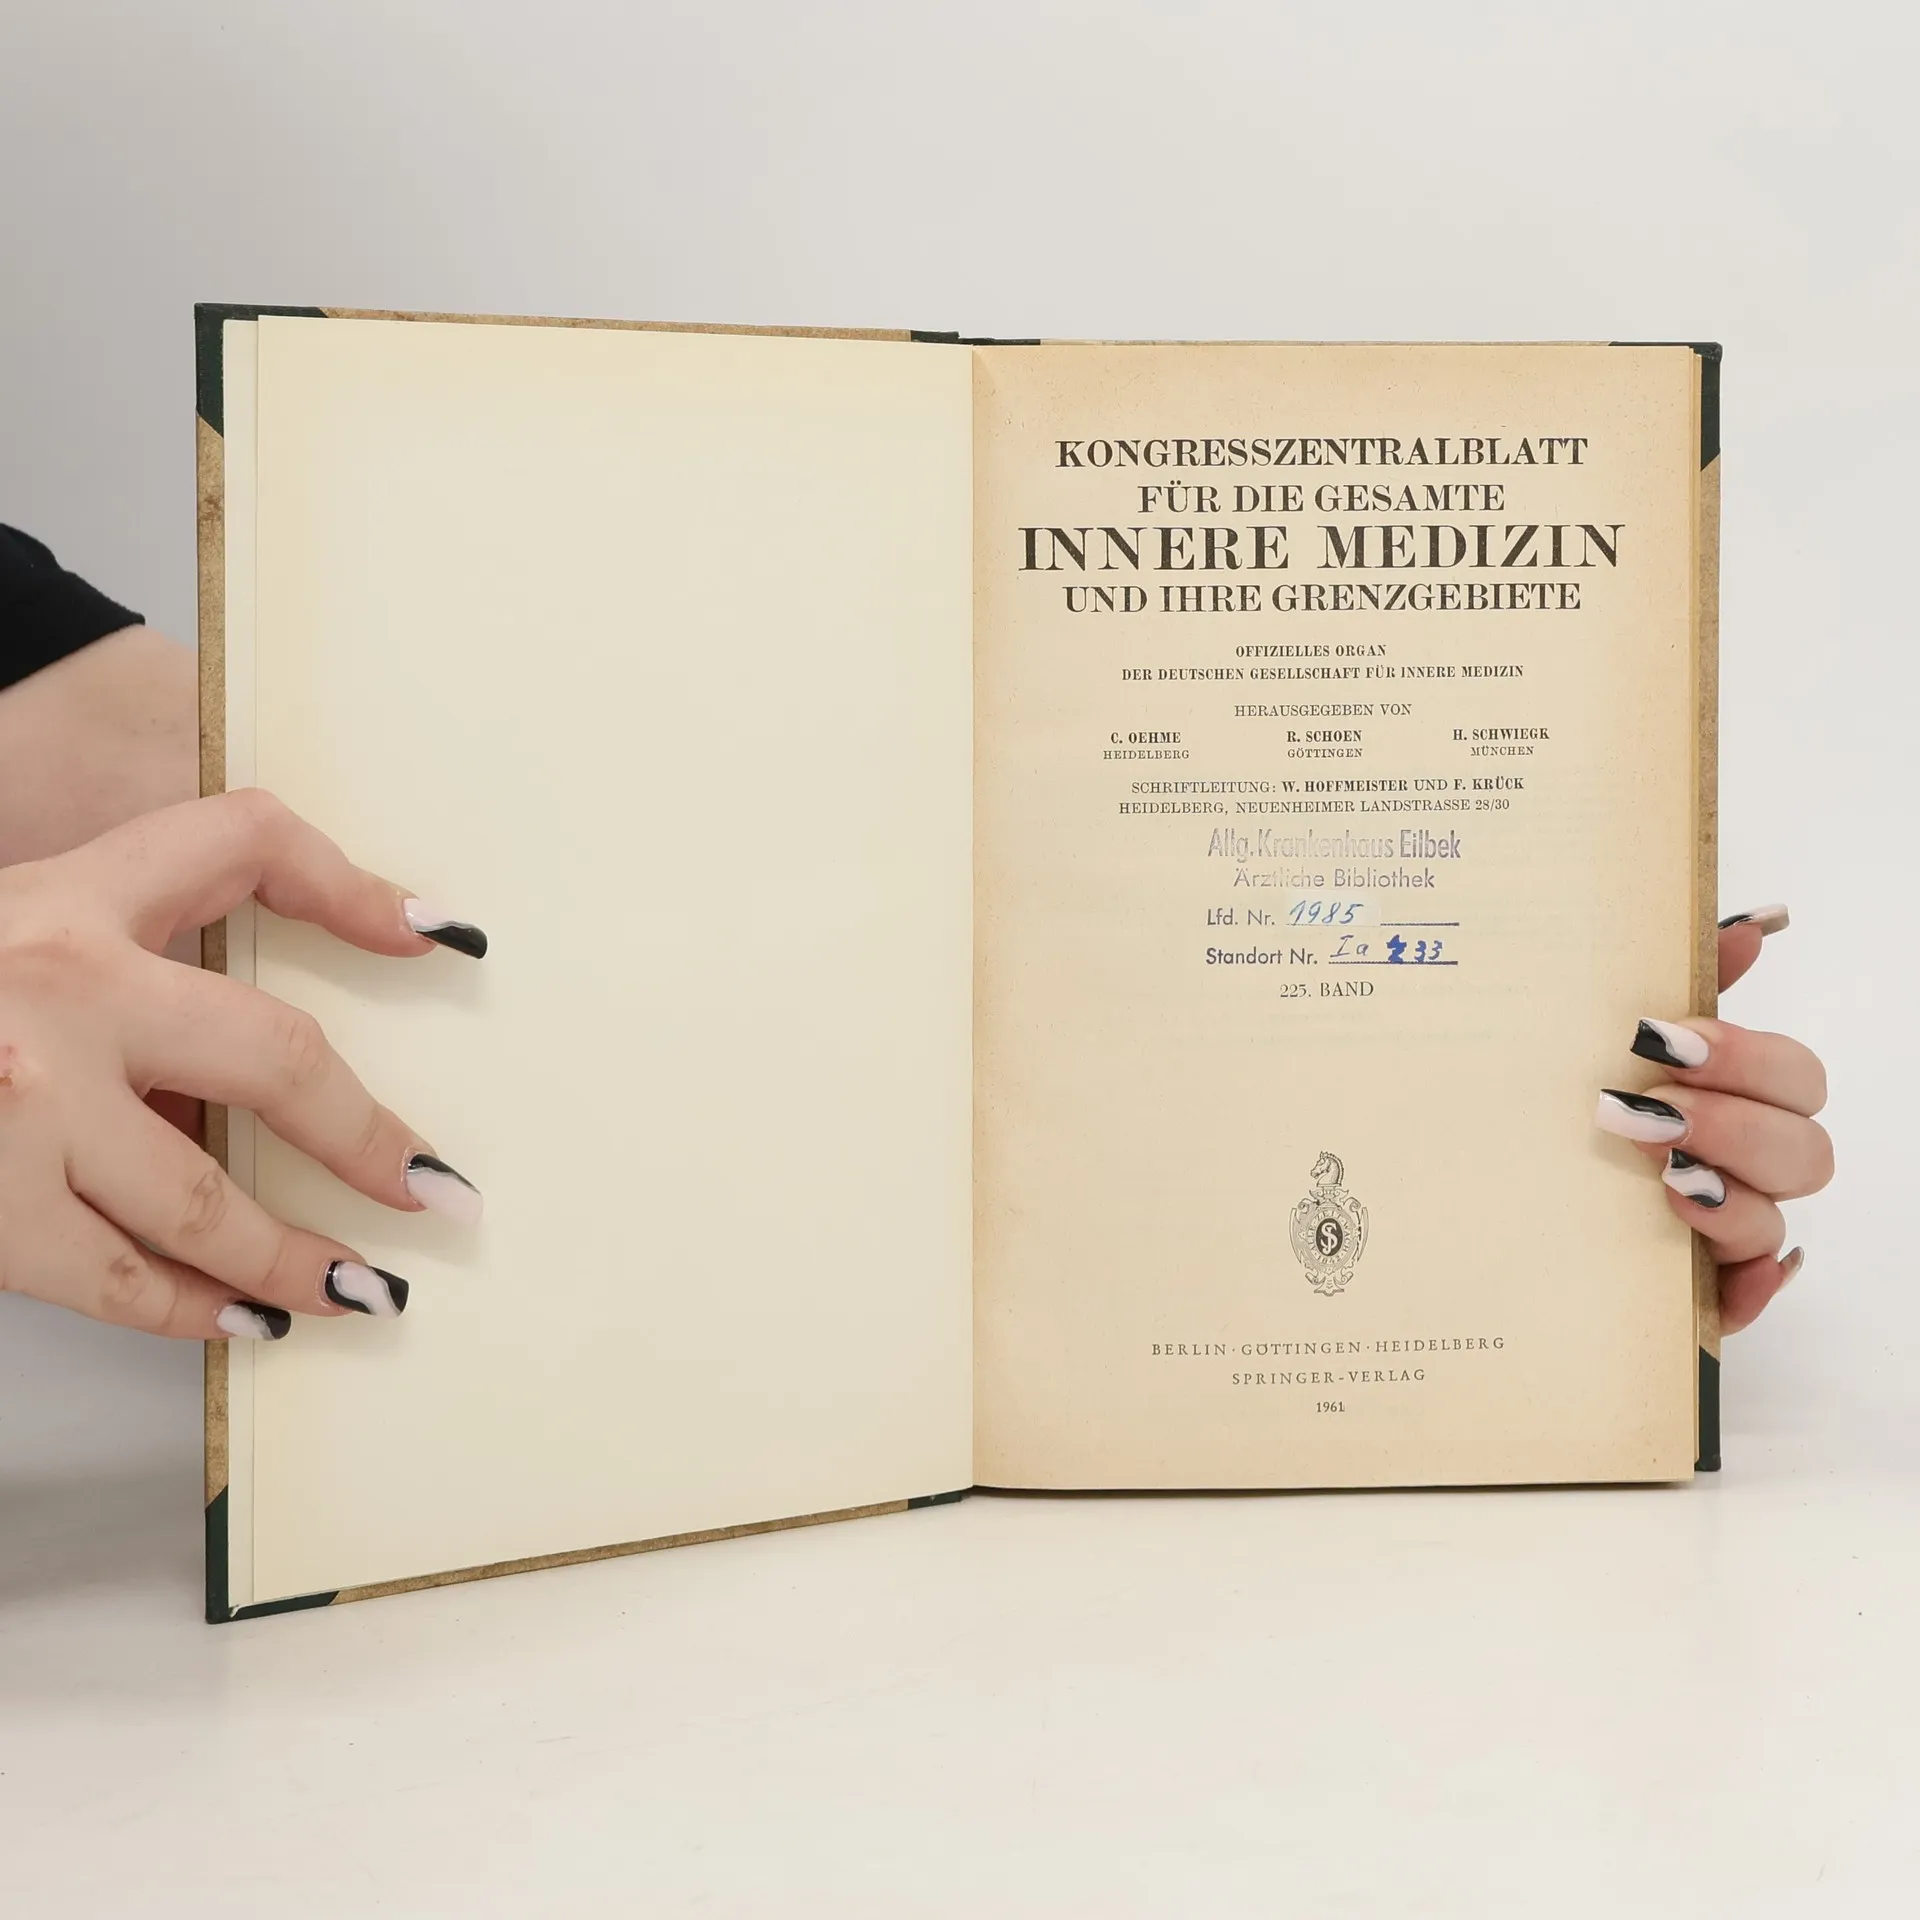 KONGRESSZENTRALBLATT
FÜR DIE GESAMTE
INNERE MEDIZIN
UND IHRE GRENZGEBIETE
OFFIZIELLES ORGAN
DER DEUTSCHEN GESELLSCHAFT FÜR INNERE MEDIZIN
HERAUSGEGEBEN VON
C. OEHME R. SCHOEN H. SCHWIEGK
HEIDELBERG GÖTTINGEN MÜNCHEN
SCHRIFTLEITUNG: W. HOFFMEISTER UND F. KRÜCK
HEIDELBERG, NEUENHEIMER LANDSTRASSE 28/30
Allg. Krankenhaus Eilbek
Ärztliche Bibliothek
Lfd. Nr. 1985
Standort Nr. Ia 33
225. BAND
BERLIN · GÖTTINGEN · HEIDELBERG
SPRINGER-VERLAG
1961